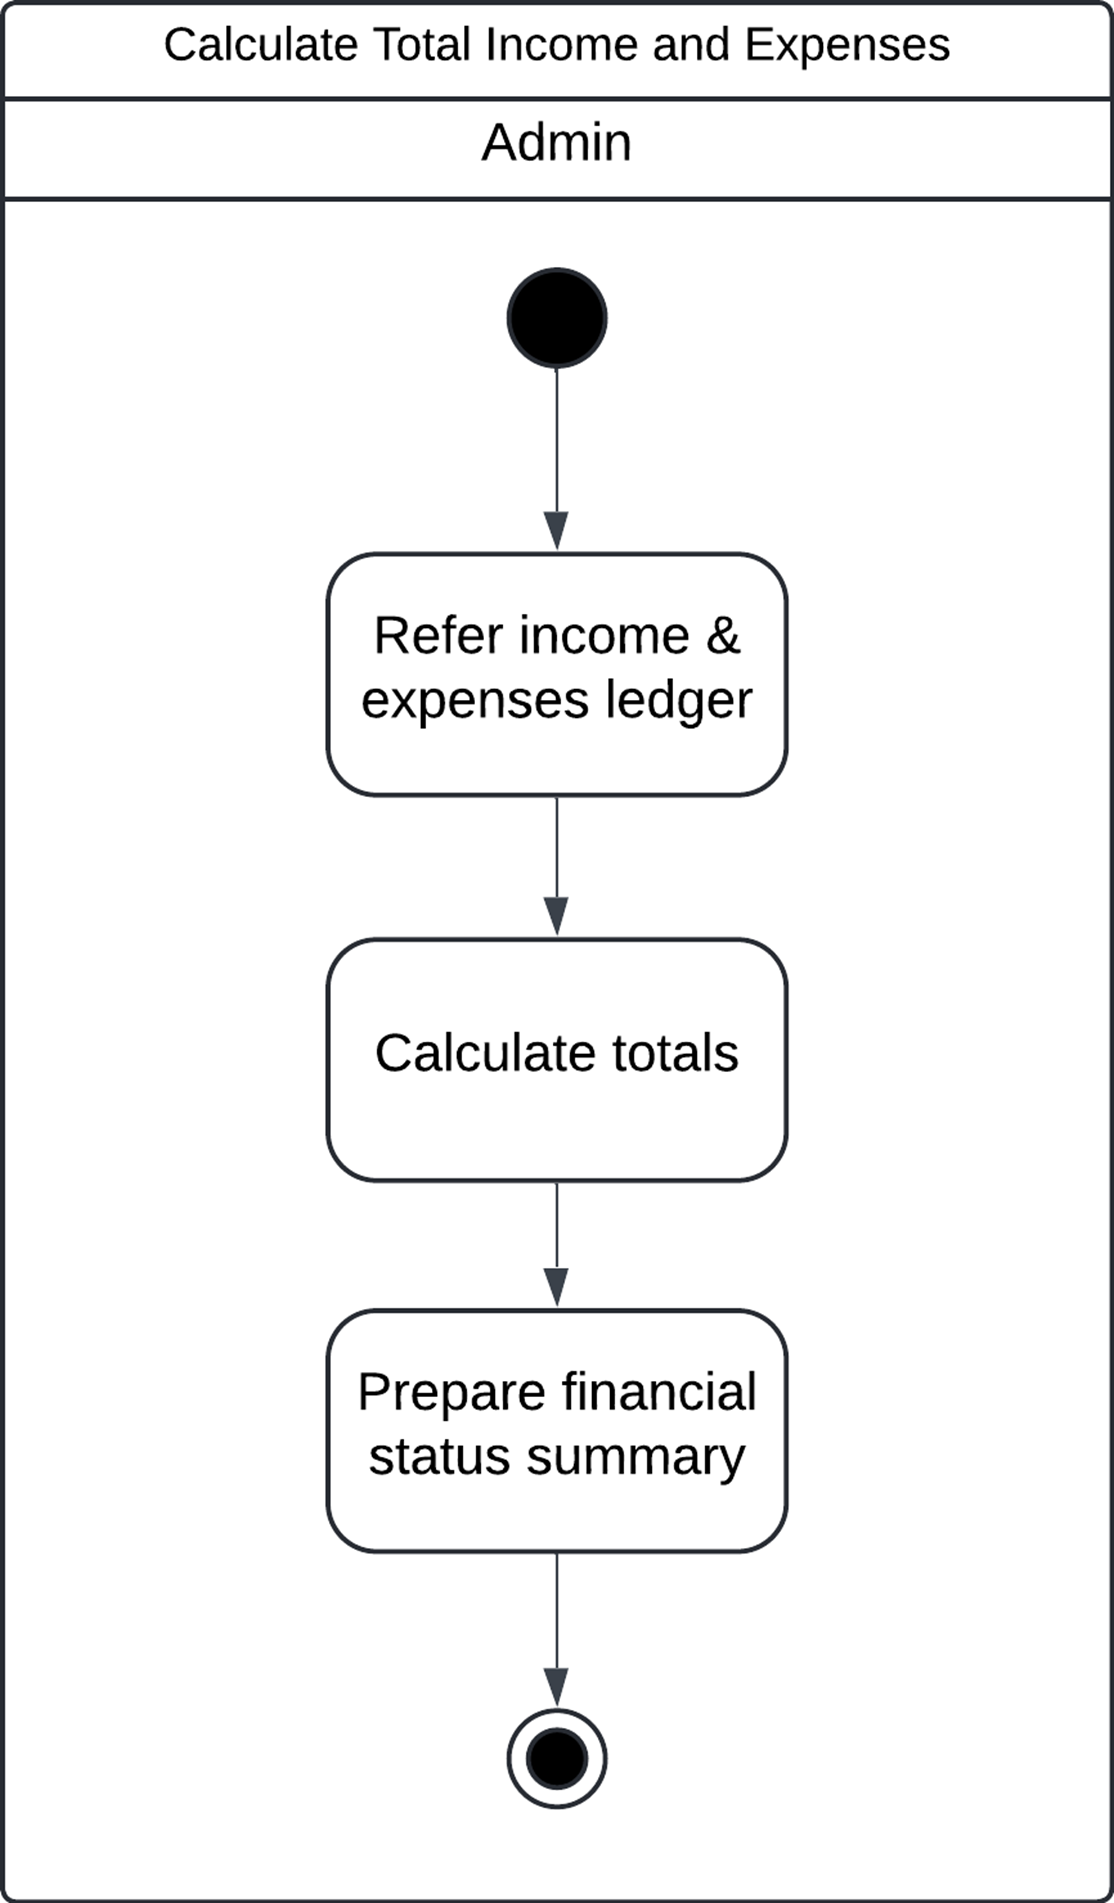 Calculate Total Income and Expenses
Admin
Refer income &
expenses ledger
Calculate totals
Prepare financial
status summary